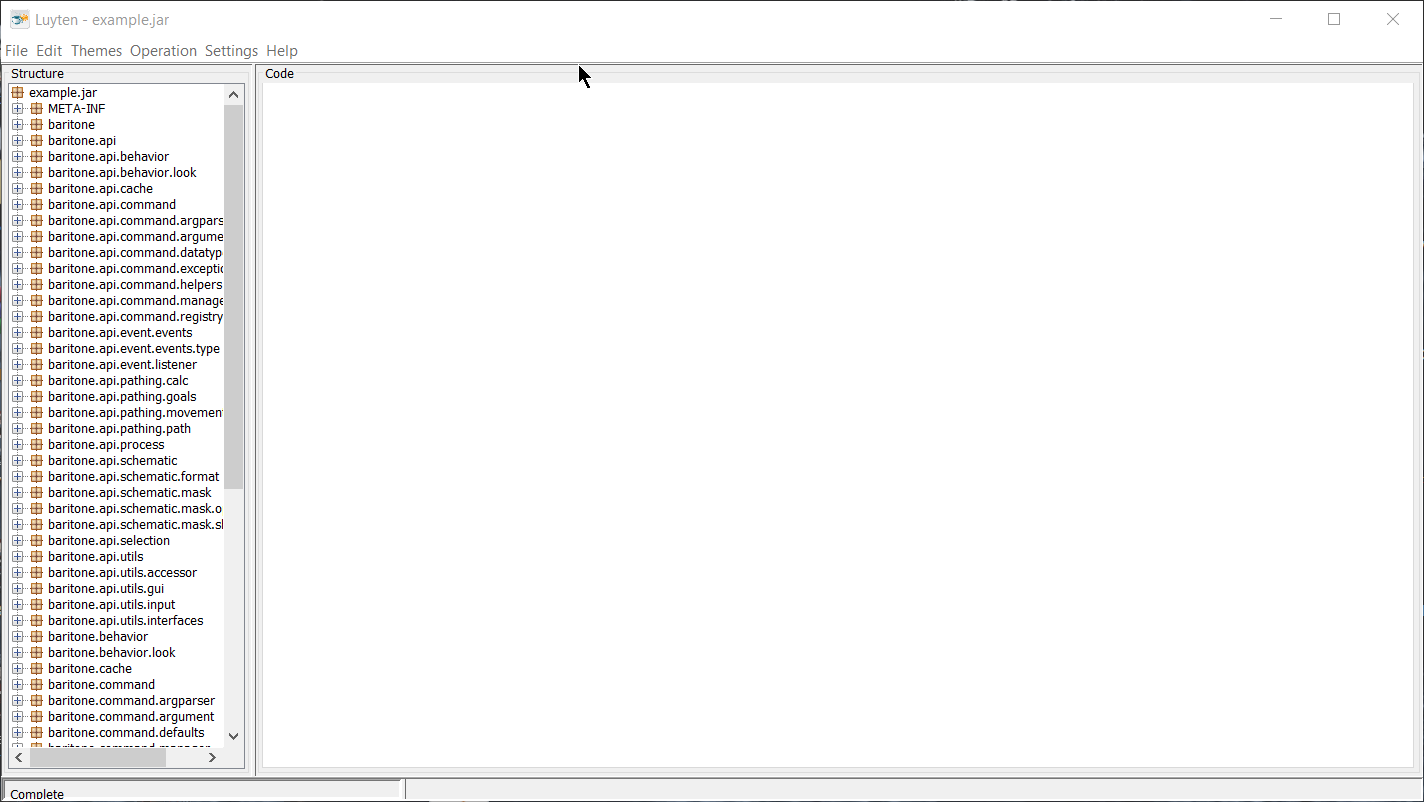 Luyten - example.jar
File Edit Themes Operation Settings Help
Structure
Code
example.jar
META-INF
baritone
baritone.api
baritone.api.behavior
baritone.api.behavior.look
baritone.api.cache
baritone.api.command
baritone.api.command.argpars
baritone.api.command.argume
baritone.api.command.datatyp
baritone.api.command.exceptic
baritone.api.command.helpers
baritone.api.command.manage
baritone.api.command.registry
baritone.api.event.events
baritone.api.event.events.type
baritone.api.event.listener
baritone.api.pathing.calc
baritone.api.pathing.goals
baritone.api.pathing.movemen
baritone.api.pathing.path
baritone.api.process
baritone.api.schematic
baritone.api.schematic.format
baritone.api.schematic.mask
baritone.api.schematic.mask.o
baritone.api.schematic.mask.sl
baritone.api.selection
baritone.api.utils
baritone.api.utils.accessor
baritone.api.utils.gui
baritone.api.utils.input
baritone.api.utils.interfaces
baritone.behavior
baritone.behavior.look
baritone.cache
baritone.command
baritone.command.argparser
baritone.command.argument
baritone.command.defaults
baritone.command.manager
Complete